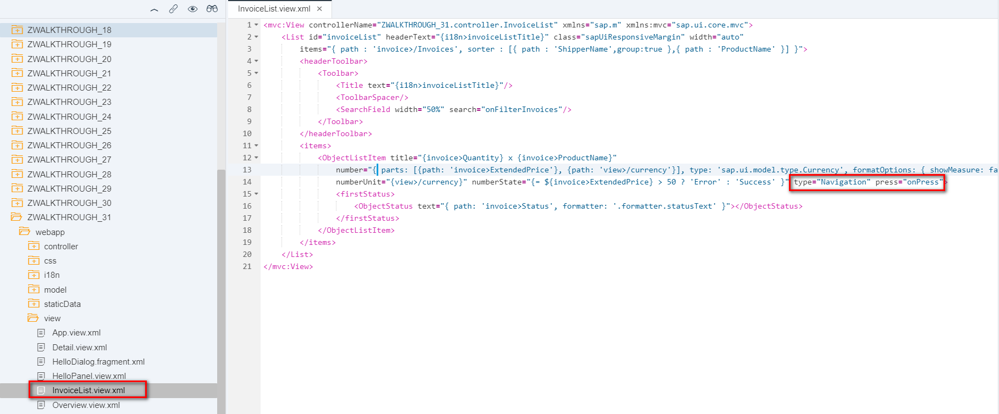 ZWALKTHROUGH_18
ZWALKTHROUGH_19
ZWALKTHROUGH_20
ZWALKTHROUGH_21
ZWALKTHROUGH_22
ZWALKTHROUGH_23
ZWALKTHROUGH_24
ZWALKTHROUGH_25
ZWALKTHROUGH_26
ZWALKTHROUGH_27
ZWALKTHROUGH_28
ZWALKTHROUGH_29
ZWALKTHROUGH_30
ZWALKTHROUGH_31
webapp
controller
css
i18n
model
staticData
view
App.view.xml
Detail.view.xml
HelloDialog.fragment.xml
HelloPanel.view.xml
InvoiceList.view.xml
Overview.view.xml
InvoiceList.view.xml ×
1 <mvc:View controllerName="ZWALKTHROUGH_31.controller.InvoiceList" xmlns="sap.m" xmlns:mvc="sap.ui.core.mvc">
2 <List id="invoiceList" headerText="{i18n>invoiceListTitle}" class="sapUiResponsiveMargin" width="auto"
3 items="{ path : 'invoice>/Invoices', sorter : [{ path : 'ShipperName',group:true },{ path : 'ProductName' }] }">
4 <headerToolbar>
5 <Toolbar>
6 <Title text="{i18n>invoiceListTitle}"/>
7 <ToolbarSpacer/>
8 <SearchField width="50%" search="onFilterInvoices"/>
9 </Toolbar>
10 </headerToolbar>
11 <items>
12 <ObjectListItem title="{invoice>Quantity} x {invoice>ProductName}"
13 number="{ parts: [{path: 'invoice>ExtendedPrice'}, {path: 'view>/currency'}], type: 'sap.ui.model.type.Currency', formatOptions: { showMeasure: fa
14 numberUnit="{view>/currency}" numberState="{= ${invoice>ExtendedPrice} > 50 ? 'Error' : 'Success' }" type="Navigation" press="onPress">
15 <firstStatus>
16 <ObjectStatus text="{ path: 'invoice>Status', formatter: '.formatter.statusText' }"></ObjectStatus>
17 </firstStatus>
18 </ObjectListItem>
19 </items>
20 </List>
21 </mvc:View>